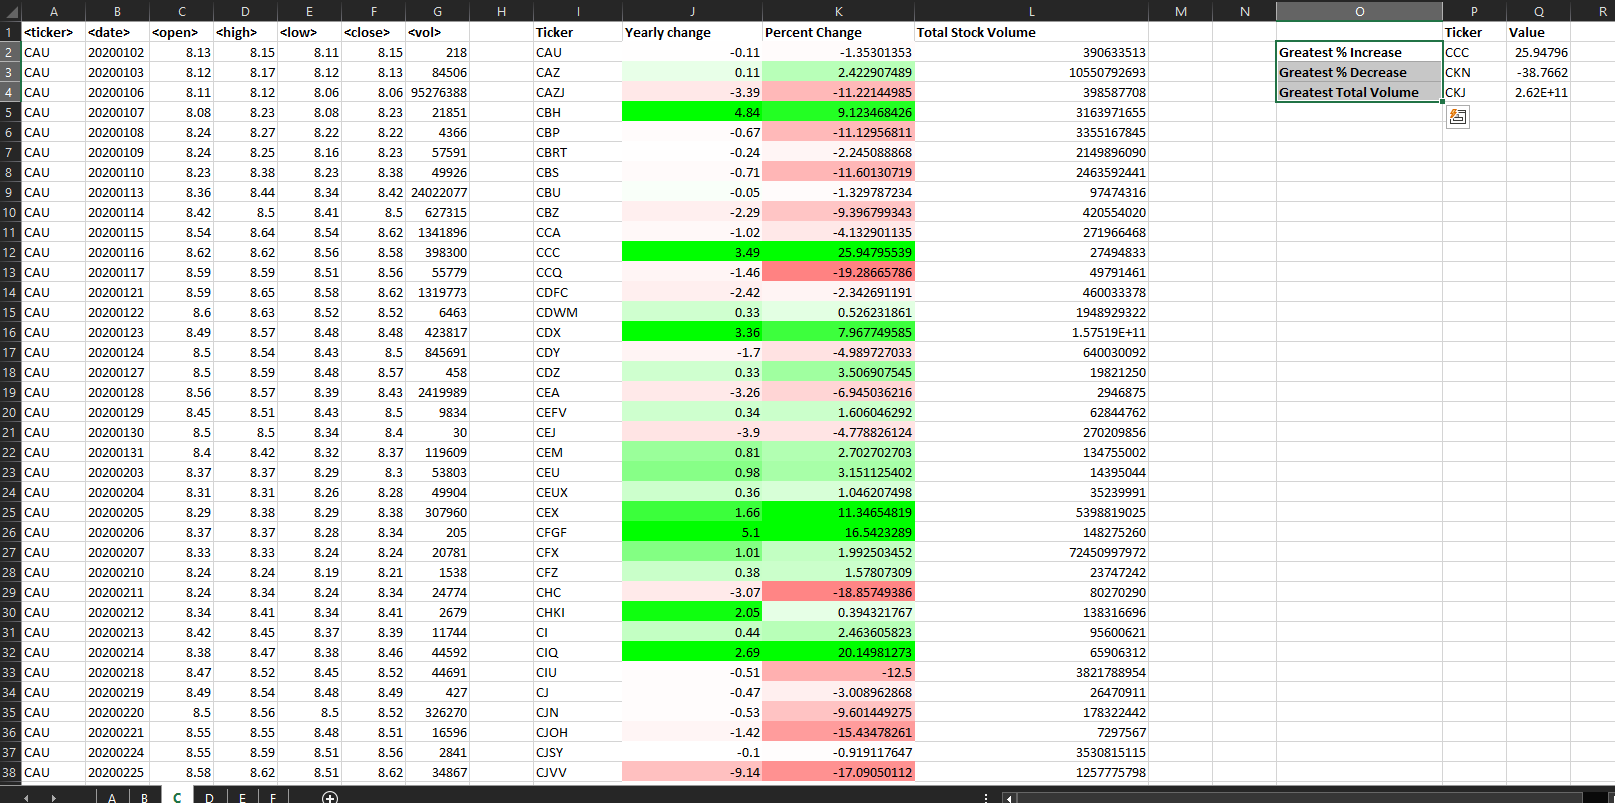 A B C D E F G H I J K L M N O P Q R
1 <ticker> <date> <open> <high> <low> <close> <vol> Ticker Yearly change Percent Change Total Stock Volume Ticker Value
2 CAU 20200102 8.13 8.15 8.11 8.15 218 CAU -0.11 -1.35301353 390633513 Greatest % Increase CCC 25.94796
3 CAU 20200103 8.12 8.17 8.12 8.13 84506 CAZ 0.11 2.422907489 10550792693 Greatest % Decrease CKN -38.7662
4 CAU 20200106 8.11 8.12 8.06 8.06 95276388 CAZJ -3.39 -11.22144985 398587708 Greatest Total Volume CKJ 2.62E+11
5 CAU 20200107 8.08 8.23 8.08 8.23 21851 CBH 4.84 9.123468426 3163971655
6 CAU 20200108 8.24 8.27 8.22 8.22 4366 CBP -0.67 -11.12956811 3355167845
7 CAU 20200109 8.24 8.25 8.16 8.23 57591 CBRT -0.24 -2.245088868 2149896090
8 CAU 20200110 8.23 8.38 8.23 8.38 49926 CBS -0.71 -11.60130719 2463592441
9 CAU 20200113 8.36 8.44 8.34 8.42 24022077 CBU -0.05 -1.329787234 97474316
10 CAU 20200114 8.42 8.5 8.41 8.5 627315 CBZ -2.29 -9.396799343 420554020
11 CAU 20200115 8.54 8.64 8.54 8.62 1341896 CCA -1.02 -4.132901135 271966468
12 CAU 20200116 8.62 8.62 8.56 8.58 398300 CCC 3.49 25.94795539 27494833
13 CAU 20200117 8.59 8.59 8.51 8.56 55779 CCQ -1.46 -19.28665786 49791461
14 CAU 20200121 8.59 8.65 8.58 8.62 1319773 CDFC -2.42 -2.342691191 460033378
15 CAU 20200122 8.6 8.63 8.52 8.52 6463 CDWM 0.33 0.526231861 1948929322
16 CAU 20200123 8.49 8.57 8.48 8.48 423817 CDX 3.36 7.967749585 1.57519E+11
17 CAU 20200124 8.5 8.54 8.43 8.5 845691 CDY -1.7 -4.989727033 640030092
18 CAU 20200127 8.5 8.59 8.48 8.57 458 CDZ 0.33 3.506907545 19821250
19 CAU 20200128 8.56 8.57 8.39 8.43 2419989 CEA -3.26 -6.945036216 2946875
20 CAU 20200129 8.45 8.51 8.43 8.5 9834 CEFV 0.34 1.606046292 62844762
21 CAU 20200130 8.5 8.5 8.34 8.4 30 CEJ -3.9 -4.778826124 270209856
22 CAU 20200131 8.4 8.42 8.32 8.37 119609 CEM 0.81 2.702702703 134755002
23 CAU 20200203 8.37 8.37 8.29 8.3 53803 CEU 0.98 3.151125402 14395044
24 CAU 20200204 8.31 8.31 8.26 8.28 49904 CEUX 0.36 1.046207498 35239991
25 CAU 20200205 8.29 8.38 8.29 8.38 307960 CEX 1.66 11.34654819 5398819025
26 CAU 20200206 8.37 8.37 8.28 8.34 205 CFGF 5.1 16.5423289 148275260
27 CAU 20200207 8.33 8.33 8.24 8.24 20781 CFX 1.01 1.992503452 72450997972
28 CAU 20200210 8.24 8.24 8.19 8.21 1538 CFZ 0.38 1.57807309 23747242
29 CAU 20200211 8.24 8.34 8.24 8.34 24774 CHC -3.07 -18.85749386 80270290
30 CAU 20200212 8.34 8.41 8.34 8.41 2679 CHKI 2.05 0.394321767 138316696
31 CAU 20200213 8.42 8.45 8.37 8.39 11744 CI 0.44 2.463605823 95600621
32 CAU 20200214 8.38 8.47 8.38 8.46 44592 CIQ 2.69 20.14981273 65906312
33 CAU 20200218 8.47 8.52 8.45 8.52 44691 CIU -0.51 -12.5 3821788954
34 CAU 20200219 8.49 8.54 8.48 8.49 427 CJ -0.47 -3.008962868 26470911
35 CAU 20200220 8.5 8.56 8.5 8.52 326270 CJN -0.53 -9.601449275 178322442
36 CAU 20200221 8.55 8.55 8.48 8.51 16596 CJOH -1.42 -15.43478261 7297567
37 CAU 20200224 8.55 8.59 8.51 8.56 2841 CJSY -0.1 -0.919117647 3530815115
38 CAU 20200225 8.58 8.62 8.51 8.62 34867 CJVV -9.14 -17.09050112 1257775798
A B C D E F